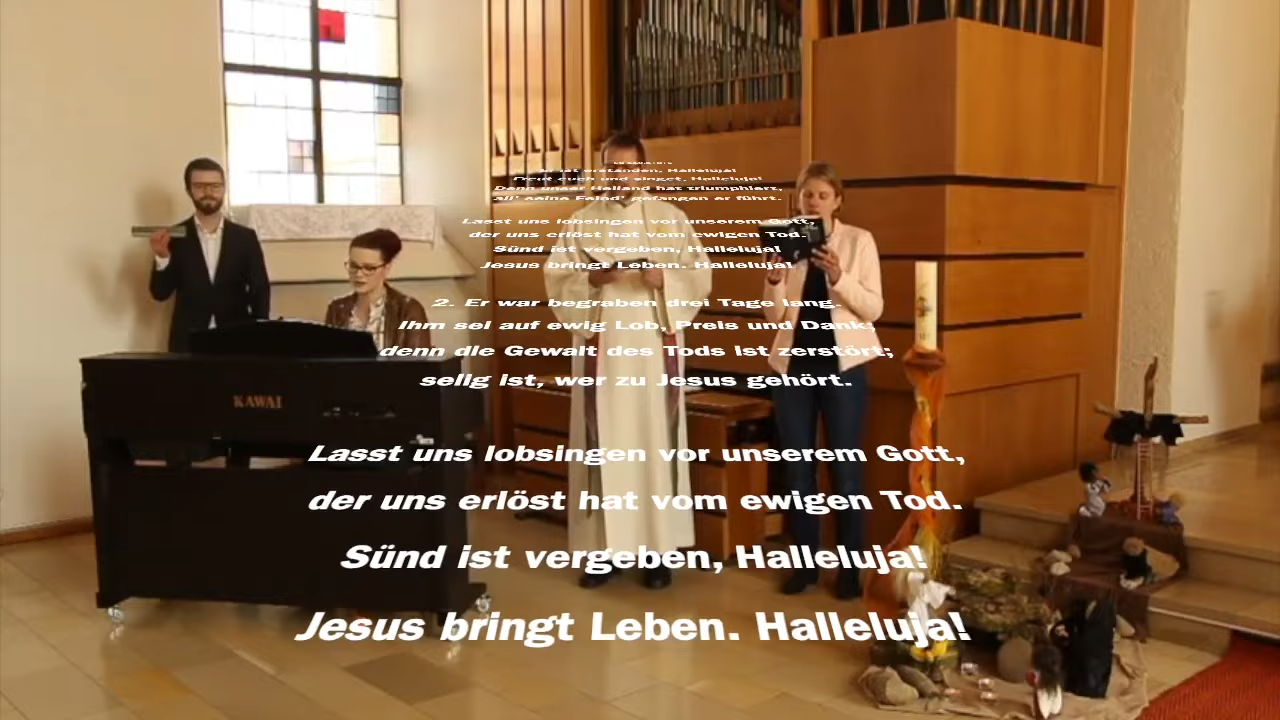 Er ist erstanden, Halleluja!
Freut euch und singet, Halleluja!
Denn unser Heiland hat triumphiert,
all' seine Feind' gefangen er führt.
Lasst uns lobsingen vor unserem Gott,
der uns erlöst hat vom ewigen Tod.
Sünd ist vergeben, Halleluja!
Jesus bringt Leben. Halleluja!
2. Er war begraben drei Tage lang.
Ihm sei auf ewig Lob, Preis und Dank;
denn die Gewalt des Tods ist zerstört;
selig ist, wer zu Jesus gehört.
KAWAI
Lasst uns lobsingen vor unserem Gott,
der uns erlöst hat vom ewigen Tod.
Sünd ist vergeben, Halleluja!
Jesus bringt Leben. Halleluja!